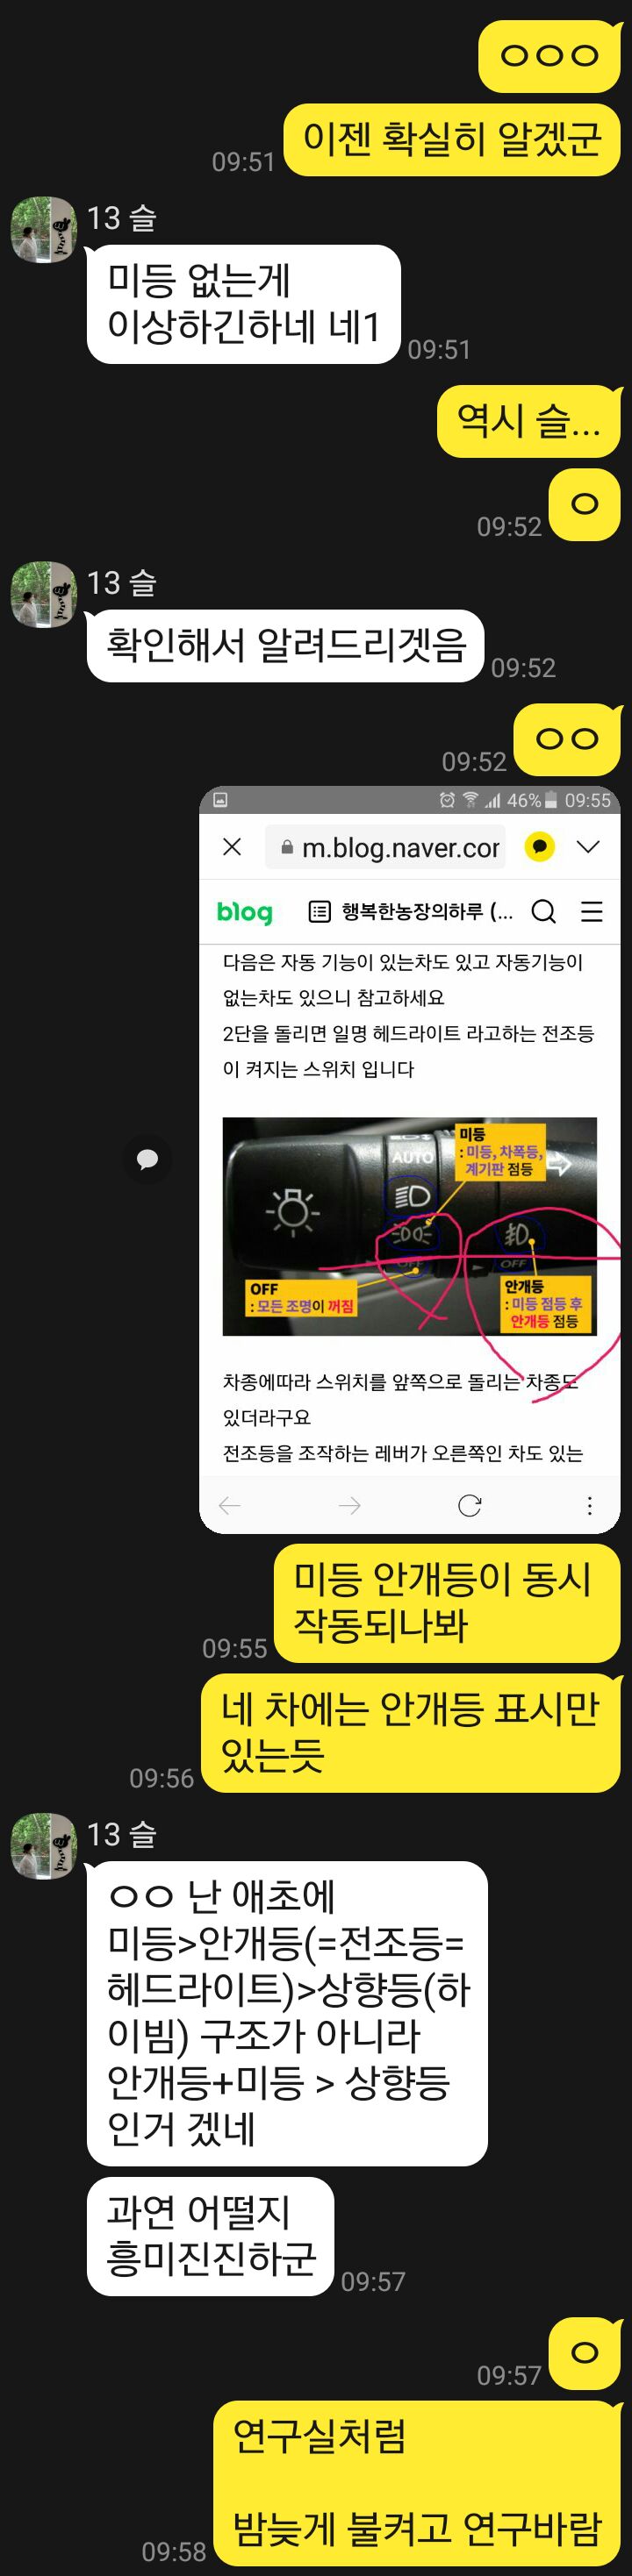 ㅇㅇㅇ
이젠 확실히 알겠군
09:51
13 슬
미등 없는게
이상하긴하네 네1
09:51
역시 슬...
ㅇ
09:52
13 슬
확인해서 알려드리겟음
09:52
ㅇㅇ
09:52
46% 09:55
m.blog.naver.cor
blog 행복한농장의하루 (...
다음은 자동 기능이 있는차도 있고 자동기능이
없는차도 있으니 참고하세요
2단을 돌리면 일명 헤드라이트 라고하는 전조등
이 켜지는 스위치 입니다
미등
: 미등, 차폭등,
계기판 점등
AUTO
OFF
OFF
OFF
: 모든 조명이 꺼짐
안개등
: 미등 점등 후
안개등 점등
차종에따라 스위치를 앞쪽으로 돌리는 차종도
있더라구요
전조등을 조작하는 레버가 오른쪽인 차도 있는
미등 안개등이 동시
작동되나봐
09:55
네 차에는 안개등 표시만
있는듯
09:56
13 슬
ㅇㅇ 난 애초에
미등>안개등(=전조등=
헤드라이트)>상향등(하
이빔) 구조가 아니라
안개등+미등 > 상향등
인거 겠네
과연 어떨지
흥미진진하군
09:57
ㅇ
09:57
연구실처럼
밤늦게 불켜고 연구바람
09:58